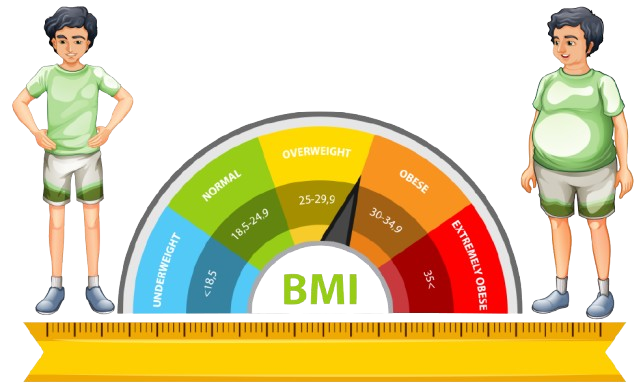 UNDERWEIGHT
<18,5
NORMAL
18,5-24,9
OVERWEIGHT
25-29,9
OBESE
30-34,9
EXTREMELY OBESE
35<
BMI